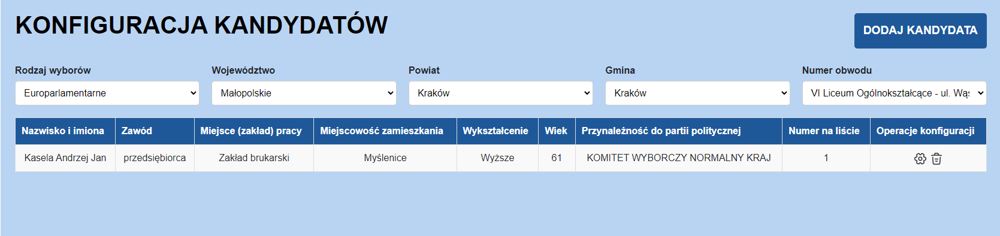 KONFIGURACJA KANDYDATÓW
DODAJ KANDYDATA
Rodzaj wyborów Województwo Powiat Gmina Numer obwodu
Europarlamentarne Małopolskie Kraków Kraków VI Liceum Ogólnokształcące - ul. Wąs
Nazwisko i imiona Zawód Miejsce (zakład) pracy Miejscowość zamieszkania Wykształcenie Wiek Przynależność do partii politycznej Numer na liście Operacje konfiguracji
Kasela Andrzej Jan przedsiębiorca Zakład brukarski Myślenice Wyższe 61 KOMITET WYBORCZY NORMALNY KRAJ 1